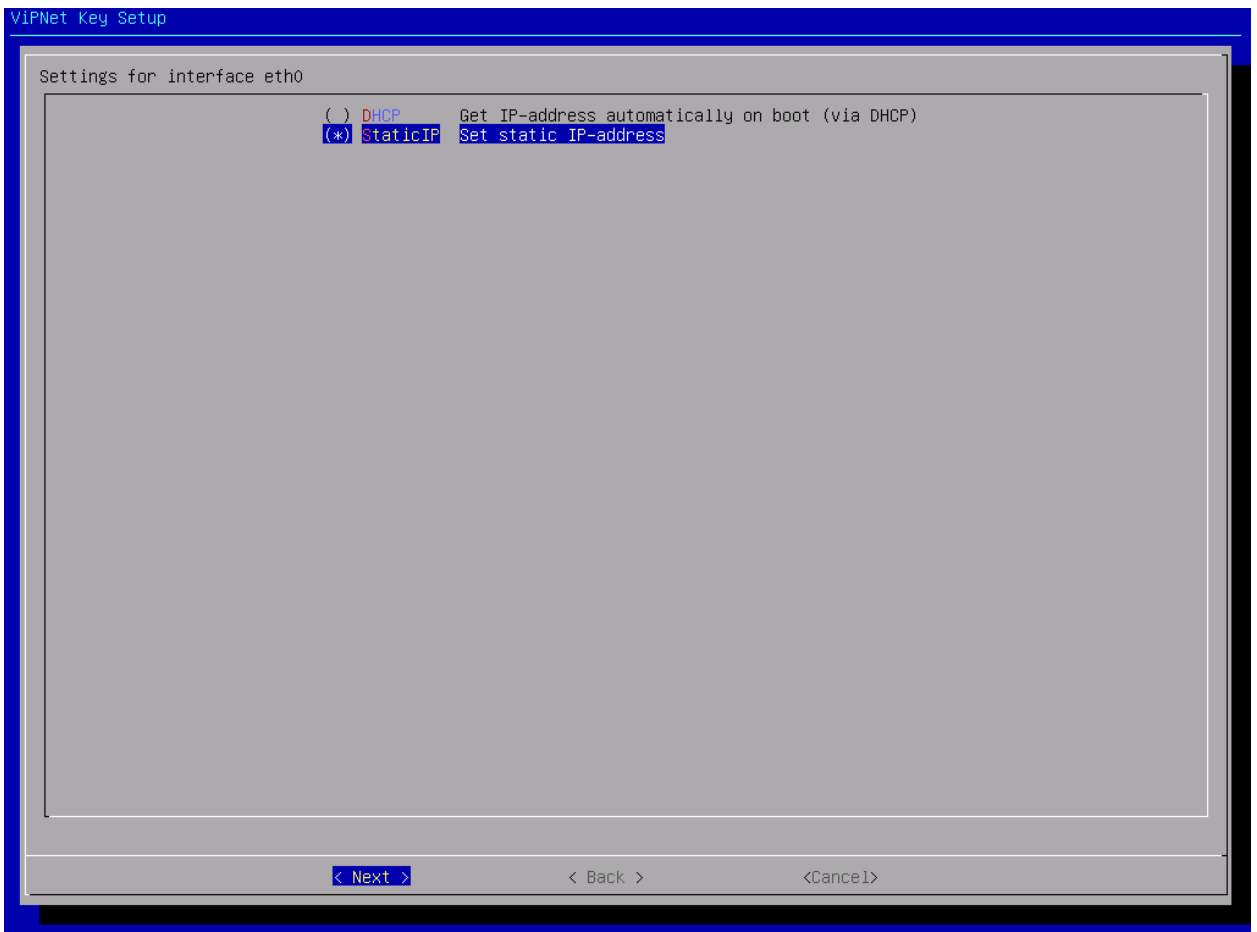 ViPNet Key Setup
Settings for interface eth0
( ) DHCP Get IP-address automatically on boot (via DHCP)
(*) StaticIP Set static IP-address
< Next > < Back > <Cancel>